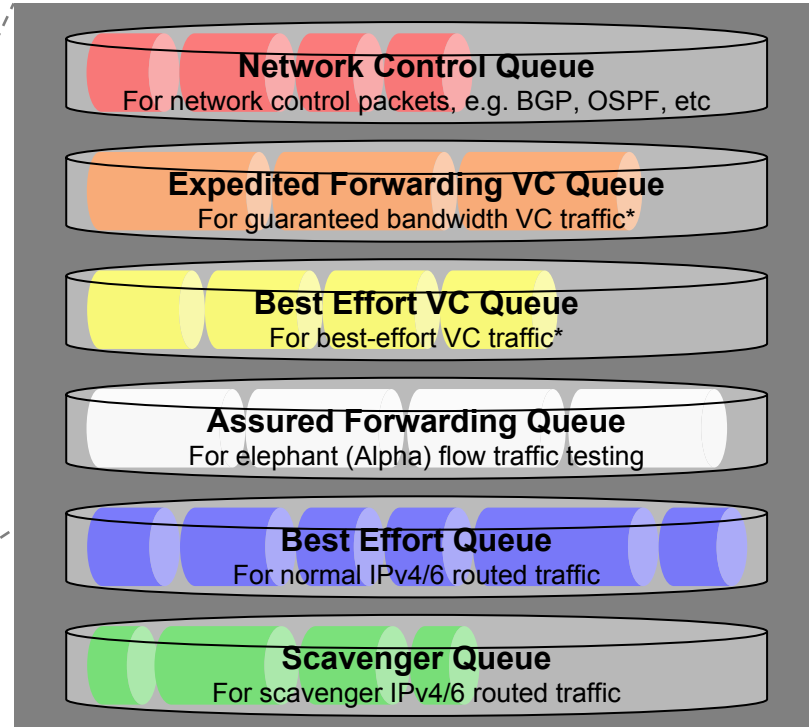 Network Control Queue
For network control packets, e.g. BGP, OSPF, etc
Expedited Forwarding VC Queue
For guaranteed bandwidth VC traffic*
Best Effort VC Queue
For best-effort VC traffic*
Assured Forwarding Queue
For elephant (Alpha) flow traffic testing
Best Effort Queue
For normal IPv4/6 routed traffic
Scavenger Queue
For scavenger IPv4/6 routed traffic